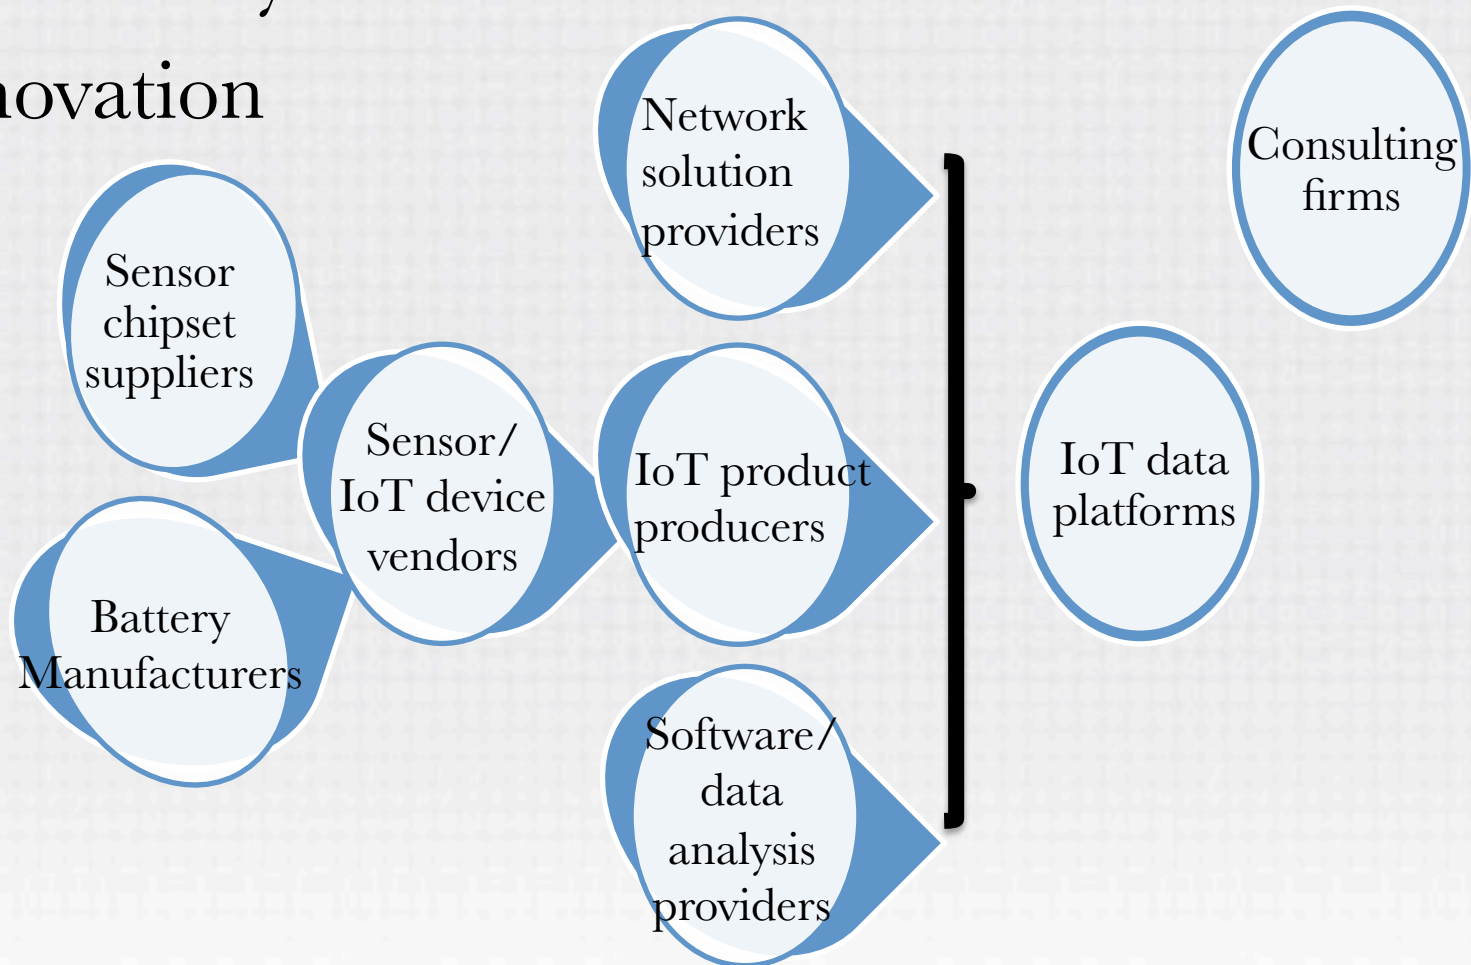 Network
solution
providers
Consulting
firms
Sensor
chipset
suppliers
Sensor/
IoT device
vendors
IoT product
producers
IoT data
platforms
Battery
Manufacturers
Software/
data
analysis
providers